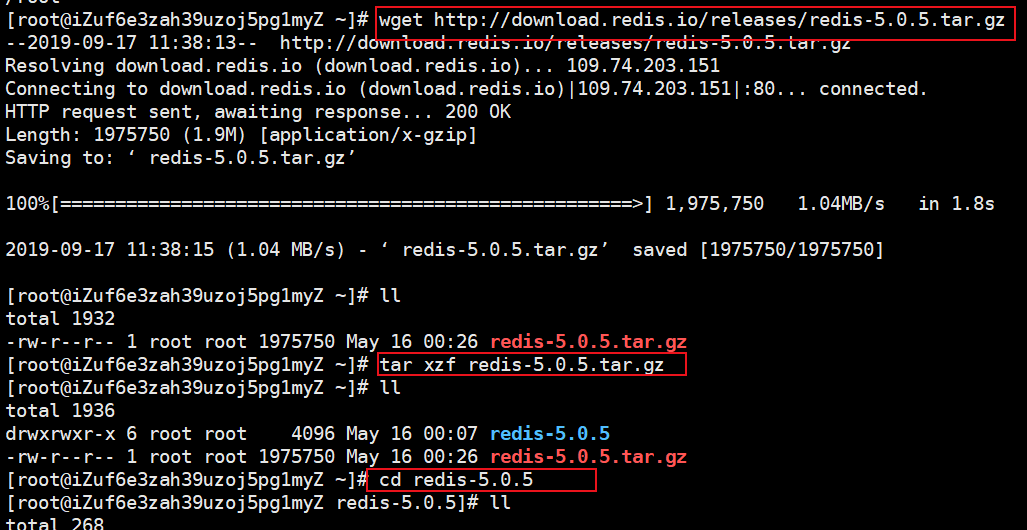 /root
[root@iZuf6e3zah39uzoj5pg1myZ ~]# wget http://download.redis.io/releases/redis-5.0.5.tar.gz
--2019-09-17 11:38:13--  http://download.redis.io/releases/redis-5.0.5.tar.gz
Resolving download.redis.io (download.redis.io)... 109.74.203.151
Connecting to download.redis.io (download.redis.io)|109.74.203.151|:80... connected.
HTTP request sent, awaiting response... 200 OK
Length: 1975750 (1.9M) [application/x-gzip]
Saving to: ‘ redis-5.0.5.tar.gz’
100%[====================================================>] 1,975,750   1.04MB/s   in 1.8s
2019-09-17 11:38:15 (1.04 MB/s) - ‘ redis-5.0.5.tar.gz’  saved [1975750/1975750]
[root@iZuf6e3zah39uzoj5pg1myZ ~]# ll
total 1932
-rw-r--r-- 1 root root 1975750 May 16 00:26 redis-5.0.5.tar.gz
[root@iZuf6e3zah39uzoj5pg1myZ ~]# tar xzf redis-5.0.5.tar.gz
[root@iZuf6e3zah39uzoj5pg1myZ ~]# ll
total 1936
drwxrwxr-x 6 root root    4096 May 16 00:07 redis-5.0.5
-rw-r--r-- 1 root root 1975750 May 16 00:26 redis-5.0.5.tar.gz
[root@iZuf6e3zah39uzoj5pg1myZ ~]# cd redis-5.0.5
[root@iZuf6e3zah39uzoj5pg1myZ redis-5.0.5]# ll
total 268